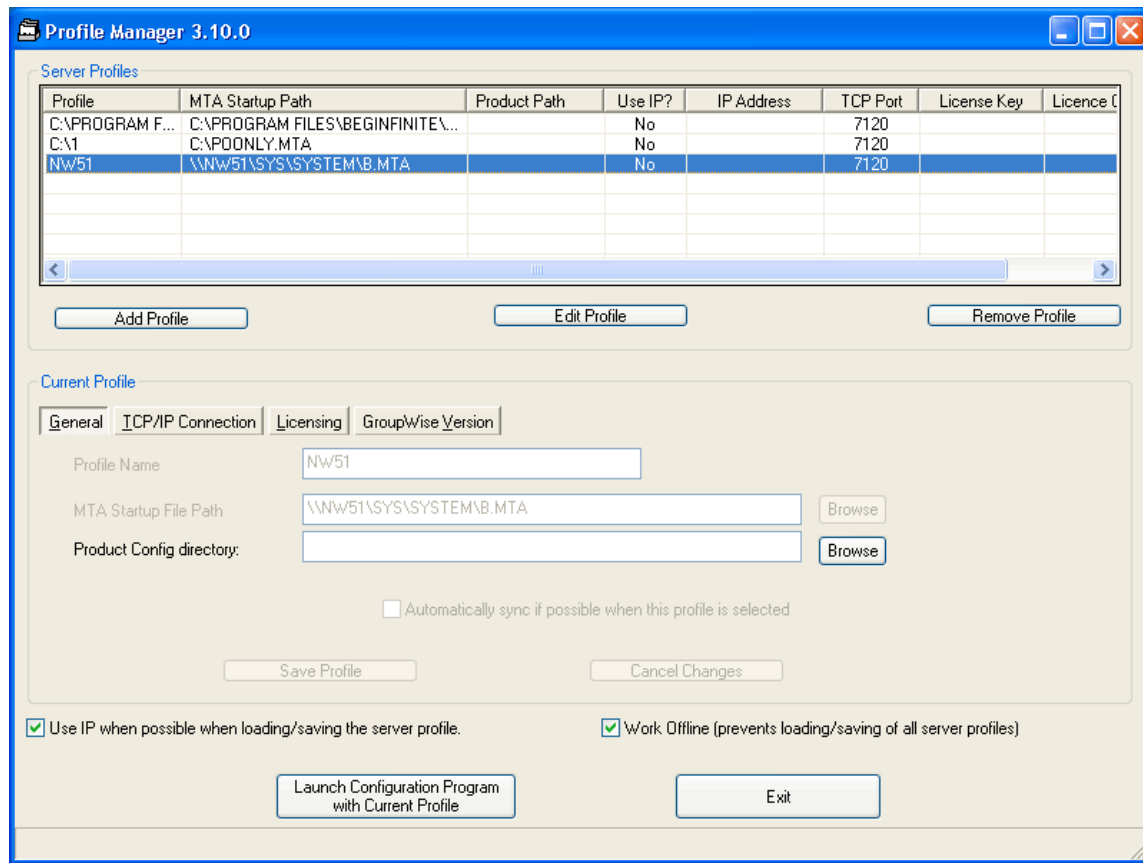 Profile Manager 3.10.0
Server Profiles
Profile MTA Startup Path Product Path Use IP? IP Address TCP Port License Key Licence
C:\PROGRAM F... C:\PROGRAM FILES\BEGINFINITE\... No 7120
C:\1 C:\POONLY.MTA No 7120
NW51 \\NW51\SYS\SYSTEM\B.MTA No 7120
Add Profile Edit Profile Remove Profile
Current Profile
General TCP/IP Connection Licensing GroupWise Version
Profile Name NW51
MTA Startup File Path \\NW51\SYS\SYSTEM\B.MTA Browse
Product Config directory: Browse
Automatically sync if possible when this profile is selected
Save Profile Cancel Changes
Use IP when possible when loading/saving the server profile. Work Offline (prevents loading/saving of all server profiles)
Launch Configuration Program
with Current Profile
Exit